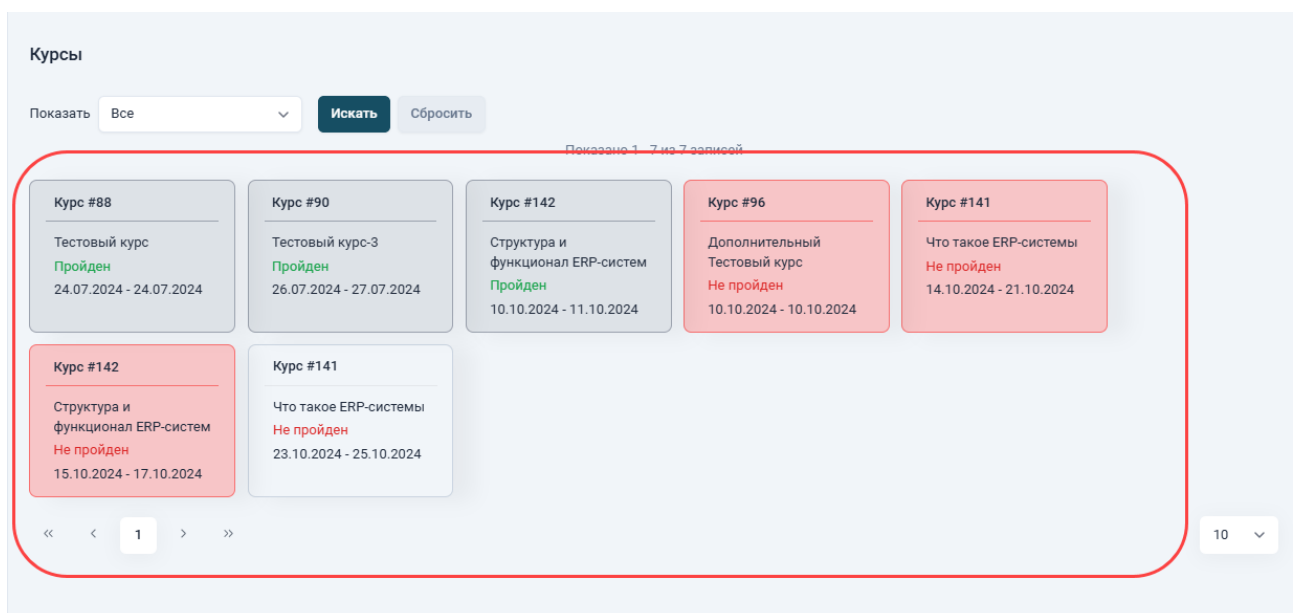 Курсы
Показать Все Искать Сбросить
Показано 1 - 7 из 7 записей
Курс #88
Тестовый курс
Пройден
24.07.2024 - 24.07.2024
Курс #90
Тестовый курс-3
Пройден
26.07.2024 - 27.07.2024
Курс #142
Структура и
функционал ERP-систем
Пройден
10.10.2024 - 11.10.2024
Курс #96
Дополнительный
Тестовый курс
Не пройден
10.10.2024 - 10.10.2024
Курс #141
Что такое ERP-системы
Не пройден
14.10.2024 - 21.10.2024
Курс #142
Структура и
функционал ERP-систем
Не пройден
15.10.2024 - 17.10.2024
Курс #141
Что такое ERP-системы
Не пройден
23.10.2024 - 25.10.2024
« ‹ 1 › » 10